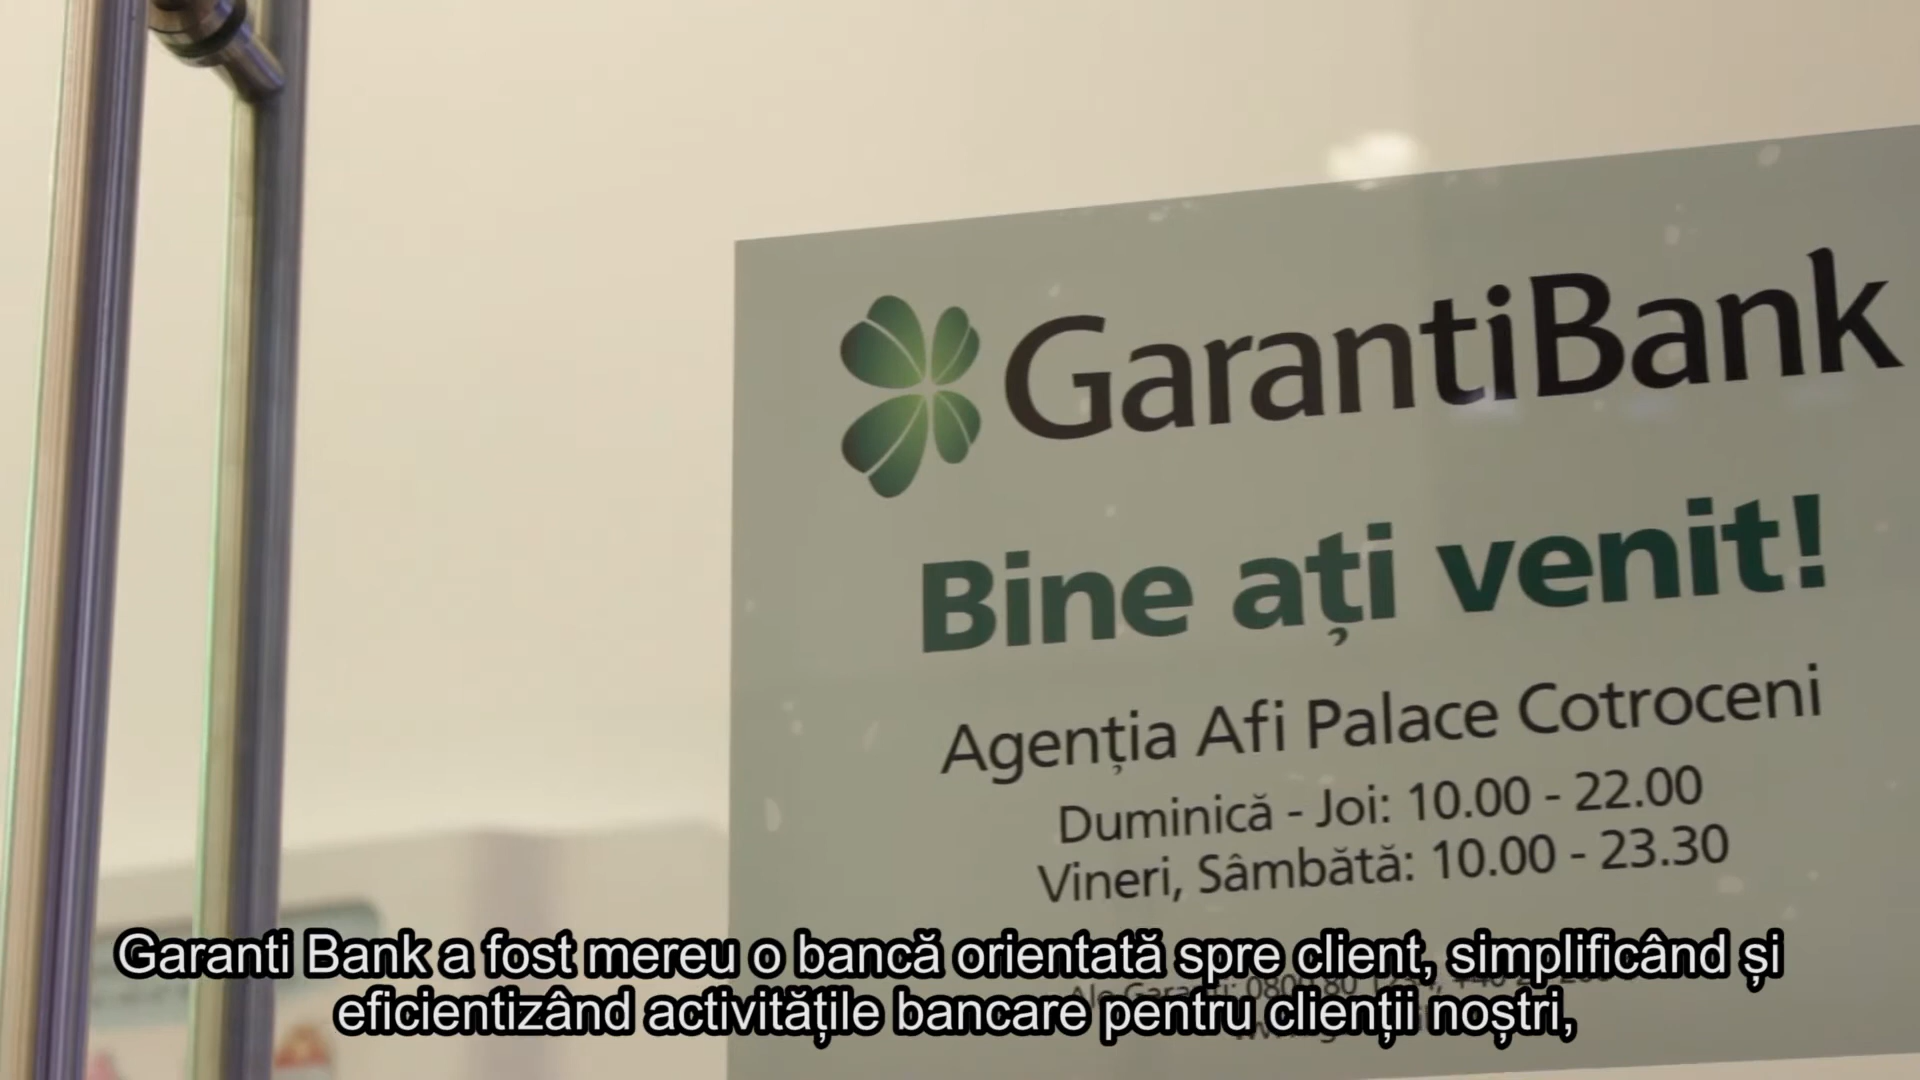 GarantiBank
Bine ați venit!
Agenția Afi Palace Cotroceni
Duminică - Joi: 10.00 - 22.00
Vineri, Sâmbătă: 10.00 - 23.30
Garanti Bank a fost mereu o bancă orientată spre client, simplificând și
eficientizând activitățile bancare pentru clienții noștri,